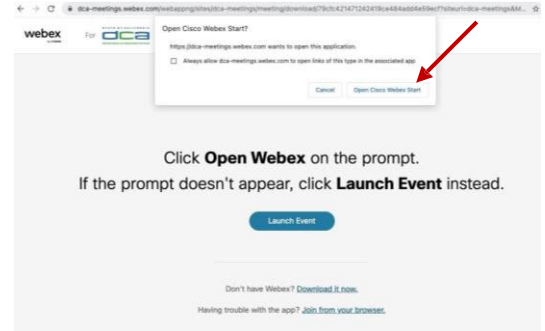 dca-meetings.webex.com/webappng/sites/dca-meetings/meeting/download/
Open Cisco Webex Start?
https://dca-meetings.webex.com wants to open this application.
Always allow dca-meetings.webex.com to open links of this type in the associated app
Cancel Open Cisco Webex Start
webex For dca
Click Open Webex on the prompt.
If the prompt doesn't appear, click Launch Event instead.
Launch Event
Don't have Webex? Download it now.
Having trouble with the app? Join from your browser.